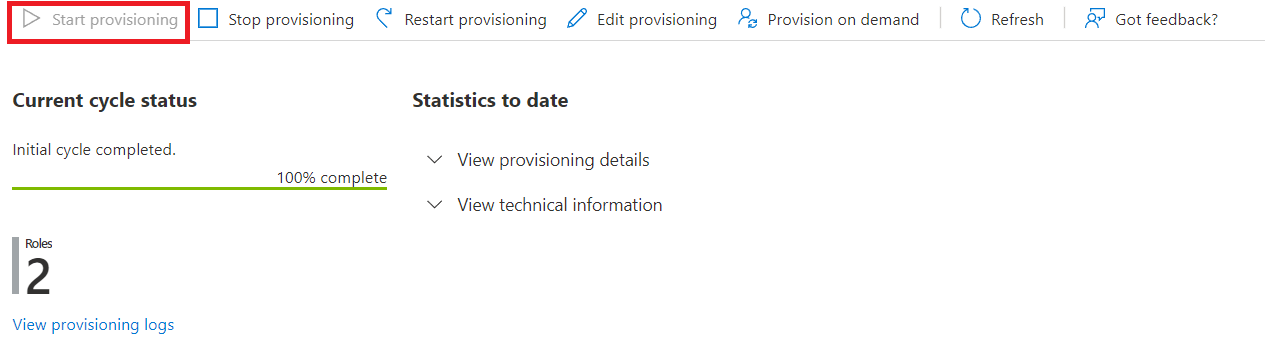 Start provisioning Stop provisioning Restart provisioning Edit provisioning Provision on demand Refresh Got feedback?
Current cycle status
Initial cycle completed.
100% complete
Roles
2
View provisioning logs
Statistics to date
View provisioning details
View technical information